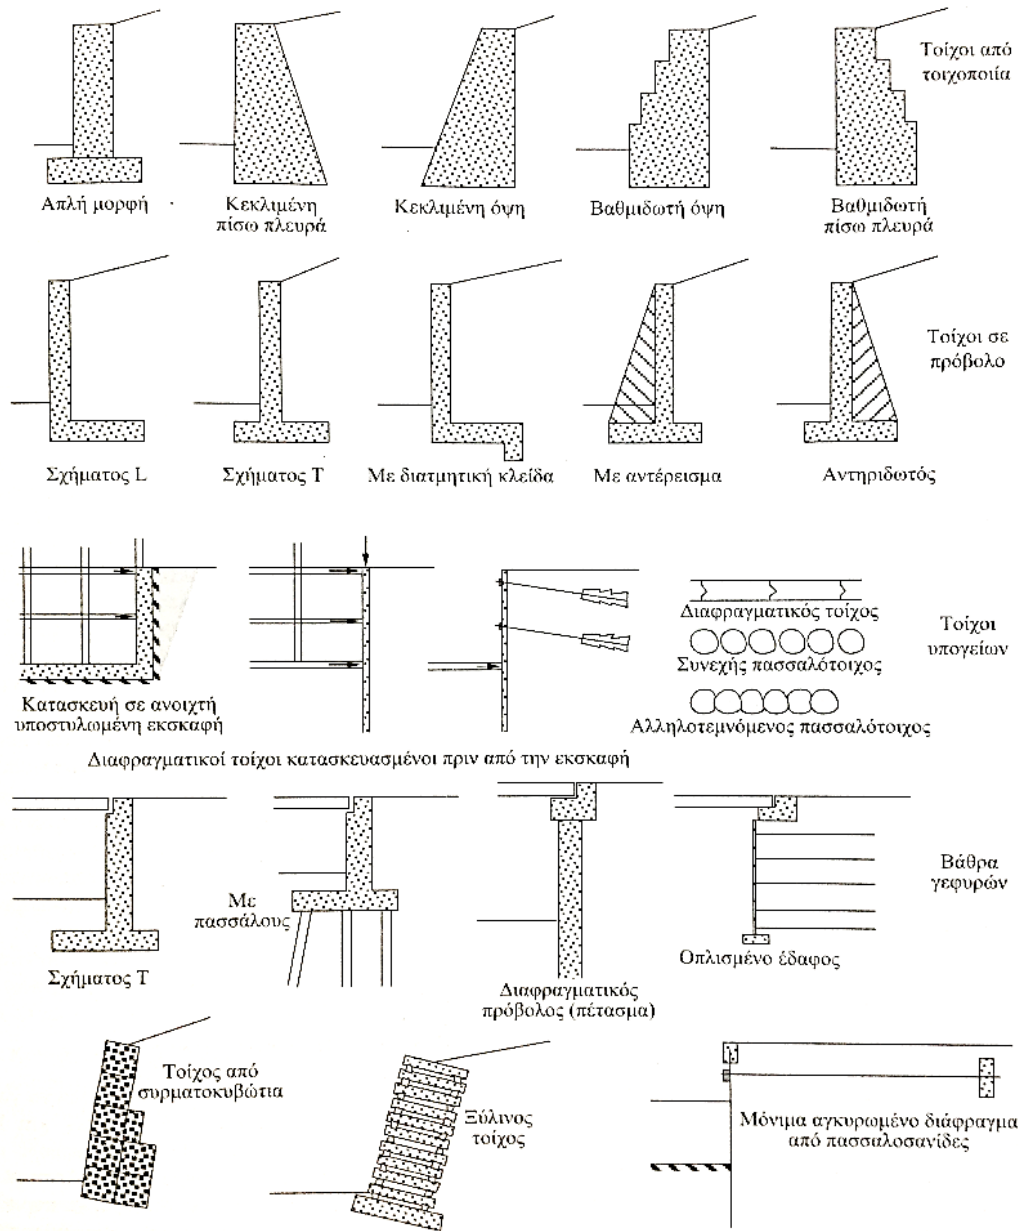 Τοίχοι από
τοιχοποιία
Απλή μορφή
Κεκλιμένη
πίσω πλευρά
Κεκλιμένη όψη
Βαθμιδωτή όψη
Βαθμιδωτή
πίσω πλευρά
Τοίχοι σε
πρόβολο
Σχήματος L
Σχήματος T
Με διατμητική κλείδα
Με αντέρεισμα
Αντηριδωτός
Διαφραγματικός τοίχος
Συνεχής πασσαλότοιχος
Αλληλοτεμνόμενος πασσαλότοιχος
Τοίχοι
υπογείων
Κατασκευή σε ανοιχτή
υποστυλωμένη εκσκαφή
Διαφραγματικοί τοίχοι κατασκευασμένοι πριν από την εκσκαφή
Σχήματος T
Με
πασσάλους
Διαφραγματικός
πρόβολος (πέτασμα)
Οπλισμένο έδαφος
Βάθρα
γεφυρών
Τοίχος από
συρματοκυβώτια
Ξύλινος
τοίχος
Μόνιμα αγκυρωμένο διάφραγμα
από πασσαλοσανίδες